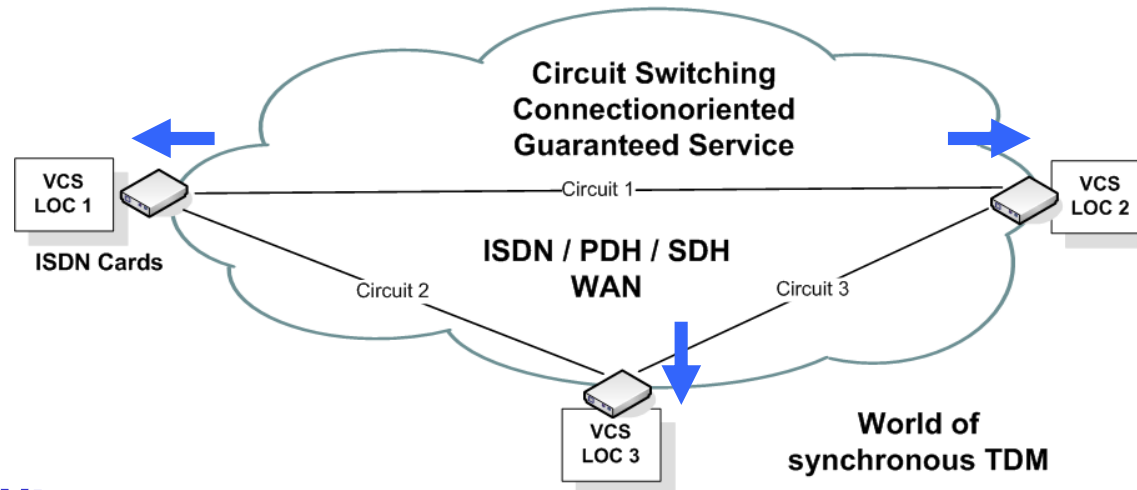 Circuit Switching
Connectionoriented
Guaranteed Service
VCS
LOC 1
ISDN Cards
Circuit 1
VCS
LOC 2
ISDN / PDH / SDH
WAN
Circuit 2
Circuit 3
VCS
LOC 3
World of
synchronous TDM